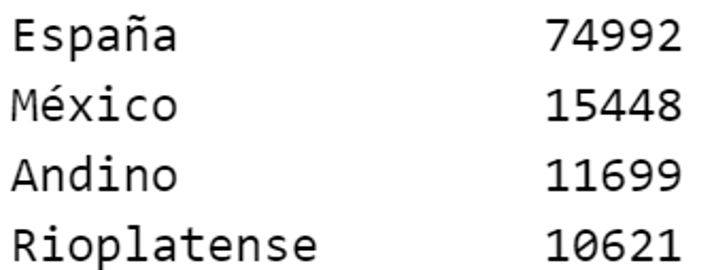 España 74992
México 15448
Andino 11699
Rioplatense 10621